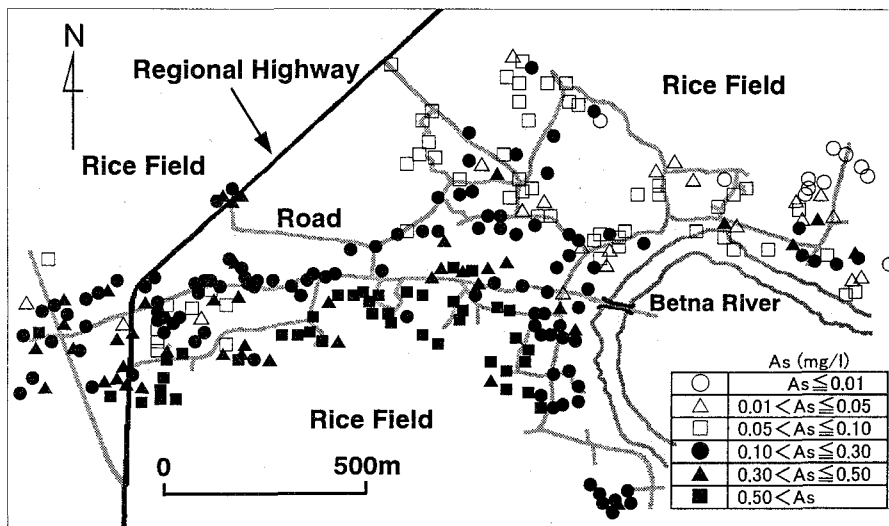 N
Regional Highway
Rice Field
Rice Field
Road
Betna River
Rice Field
0 500m
As (mg/l)
As≦0.01
0.01<As≦0.05
0.05<As≦0.10
0.10<As≦0.30
0.30<As≦0.50
0.50<As